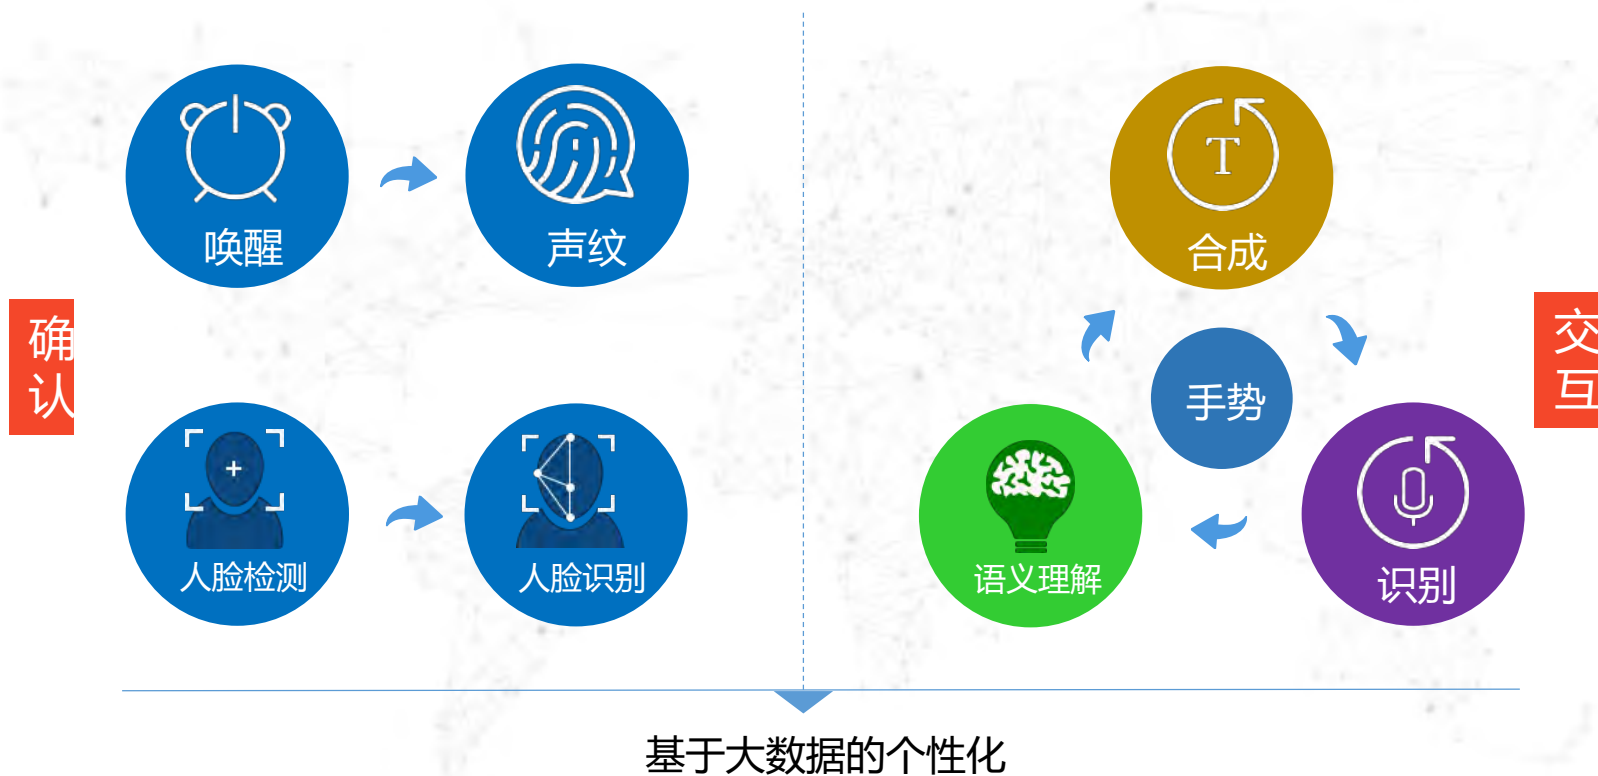 确
认
唤醒
声纹
人脸检测
人脸识别
T
合成
手势
语义理解
识别
交
互
基于大数据的个性化